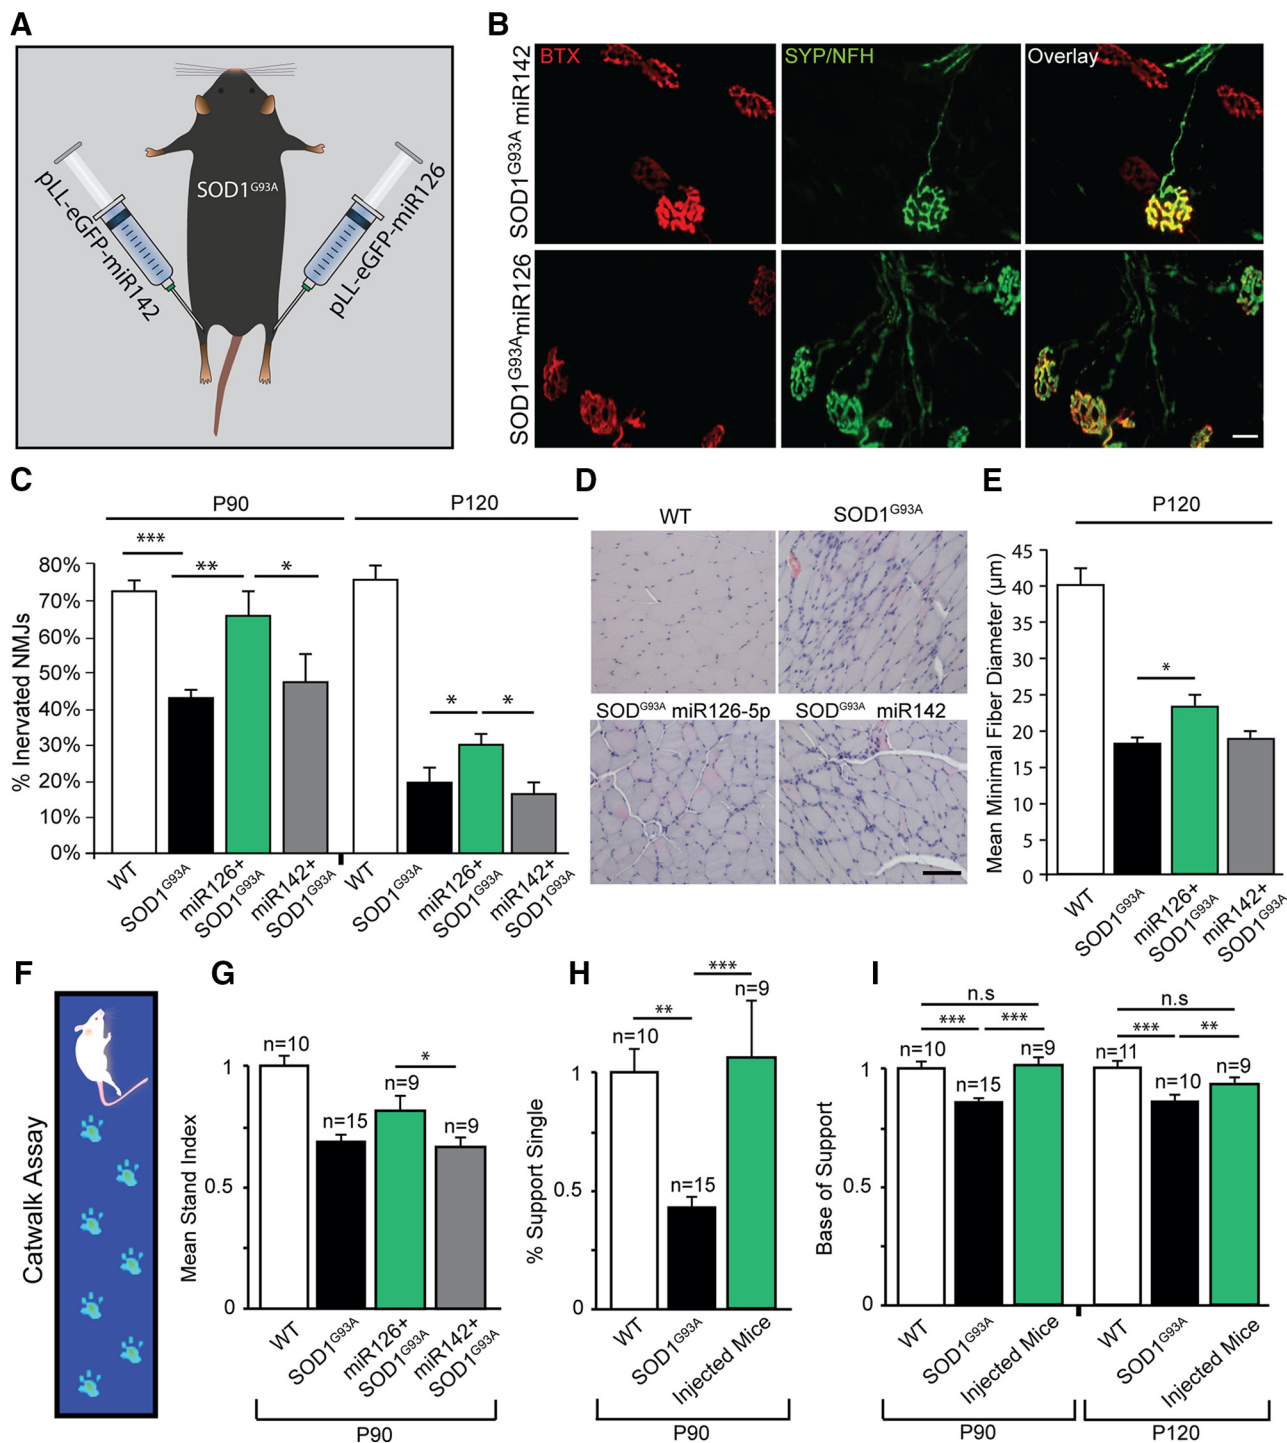 A
SOD1G93A
pLL-eGFP-miR142
pLL-eGFP-miR126
B
BTX
SYP/NFH
Overlay
SOD1G93A miR142
SOD1G93AmiR126
C
P90
P120
***
**
*
*
*
% Inervated NMJs
80%
70%
60%
50%
40%
30%
20%
10%
0%
WT
SOD1G93A
miR126+
SOD1G93A
miR142+
SOD1G93A
WT
SOD1G93A
miR126+
SOD1G93A
miR142+
SOD1G93A
D
WT
SOD1G93A
SODG93A miR126-5p
SODG93A miR142
E
P120
*
Mean Minimal Fiber Diameter (µm)
45
40
35
30
25
20
15
10
5
0
WT
SOD1G93A
miR126+
SOD1G93A
miR142+
SOD1G93A
F
Catwalk Assay
G
n=10
n=15
n=9
n=9
*
Mean Stand Index
1
0.5
0
WT
SOD1G93A
miR126+
SOD1G93A
miR142+
SOD1G93A
P90
H
***
**
n=10
n=15
n=9
% Support Single
1
0.5
0
WT
SOD1G93A
Injected Mice
P90
I
n.s
***
***
n=10
n=15
n=9
n.s
***
**
n=11
n=10
n=9
Base of Support
1
0.5
0
WT
SOD1G93A
Injected Mice
WT
SOD1G93A
Injected Mice
P90
P120